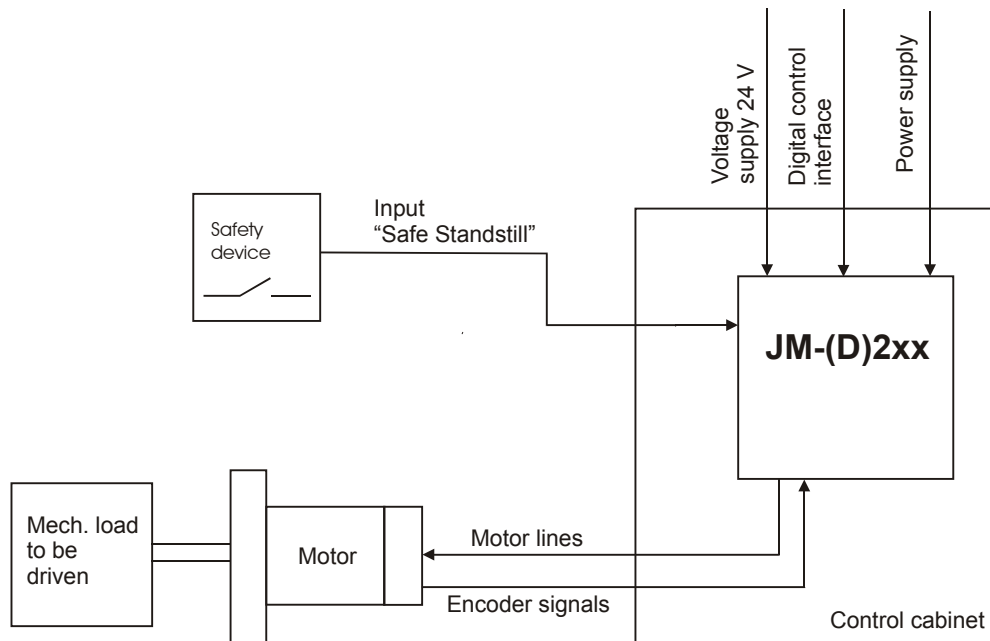 Voltage
supply 24 V
Digital control
interface
Power supply
Safety
device
Input
“Safe Standstill”
JM-(D)2xx
Mech. load
to be
driven
Motor
Motor lines
Encoder signals
Control cabinet